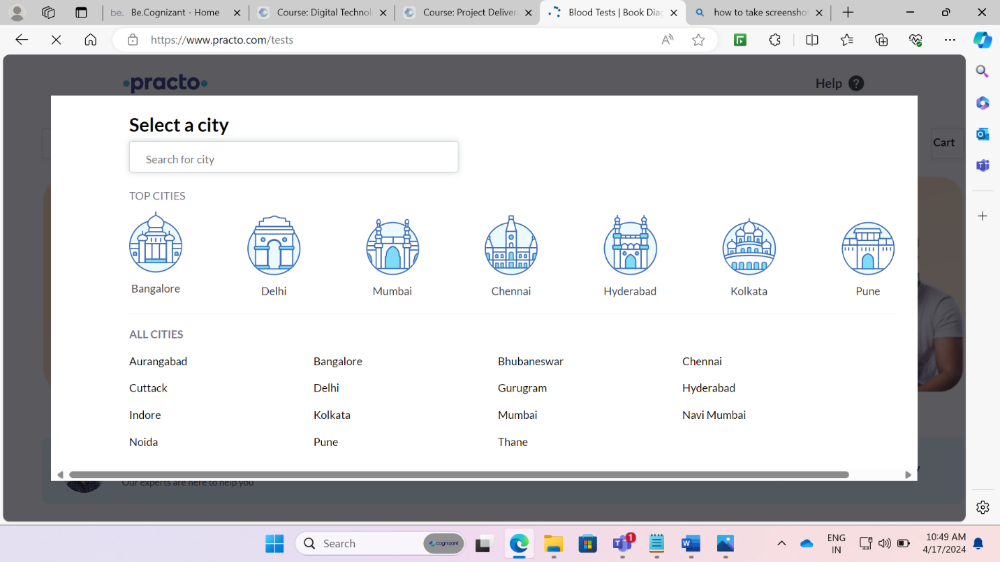 be. Be.Cognizant - Home
Course: Digital Technol
Course: Project Deliver
Blood Tests | Book Diag
how to take screensho
https://www.practo.com/tests
practo
Help ?
Select a city
Search for city
Cart
TOP CITIES
Bangalore Delhi Mumbai Chennai Hyderabad Kolkata Pune
ALL CITIES
Aurangabad Bangalore Bhubaneswar Chennai
Cuttack Delhi Gurugram Hyderabad
Indore Kolkata Mumbai Navi Mumbai
Noida Pune Thane
Our experts are here to help you
Search cognizant
1
ENG
IN
10:49 AM
4/17/2024